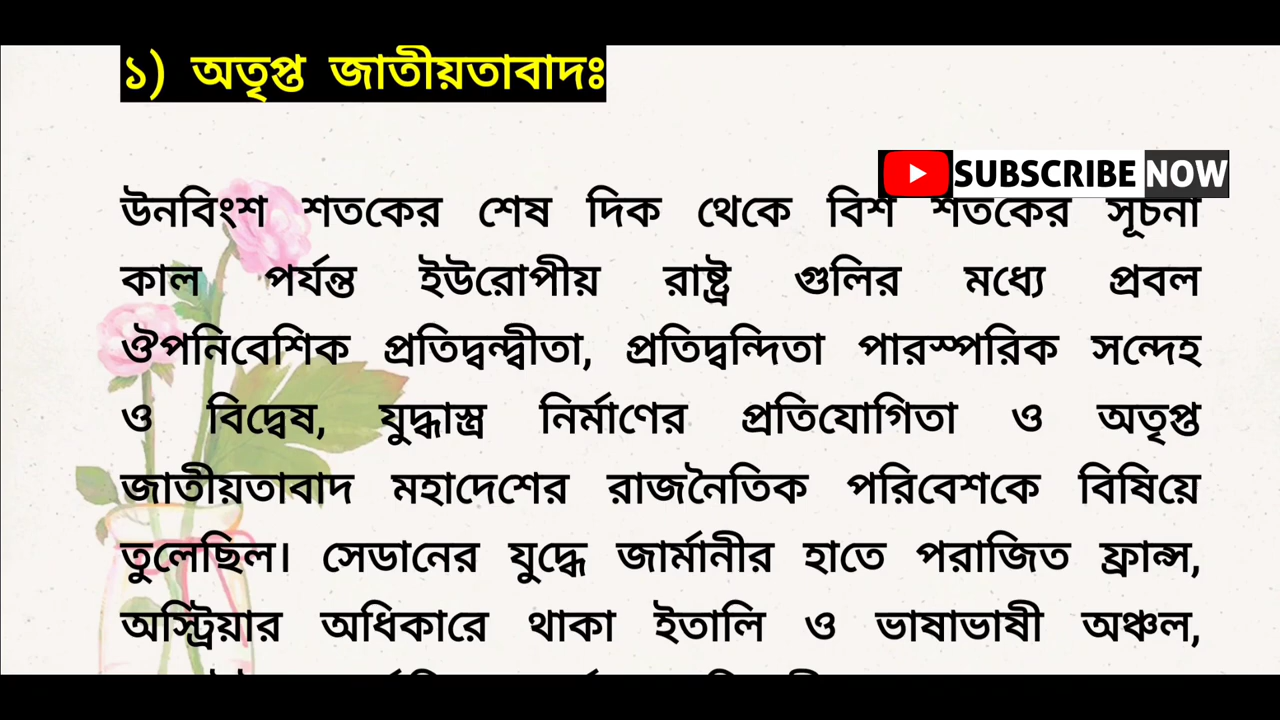 ১) অতৃপ্ত জাতীয়তাবাদঃ
SUBSCRIBE NOW
উনবিংশ শতকের শেষ দিক থেকে বিশ শতকের সূচনা
কাল পর্যন্ত ইউরোপীয় রাষ্ট্র গুলির মধ্যে প্রবল
ঔপনিবেশিক প্রতিদ্বন্দ্বীতা, প্রতিদ্বন্দিতা পারস্পরিক সন্দেহ
ও বিদ্বেষ, যুদ্ধাস্ত্র নির্মাণের প্রতিযোগিতা ও অতৃপ্ত
জাতীয়তাবাদ মহাদেশের রাজনৈতিক পরিবেশকে বিষিয়ে
তুলেছিল। সেডানের যুদ্ধে জার্মানীর হাতে পরাজিত ফ্রান্স,
অস্ট্রিয়ার অধিকারে থাকা ইতালি ও ভাষাভাষী অঞ্চল,